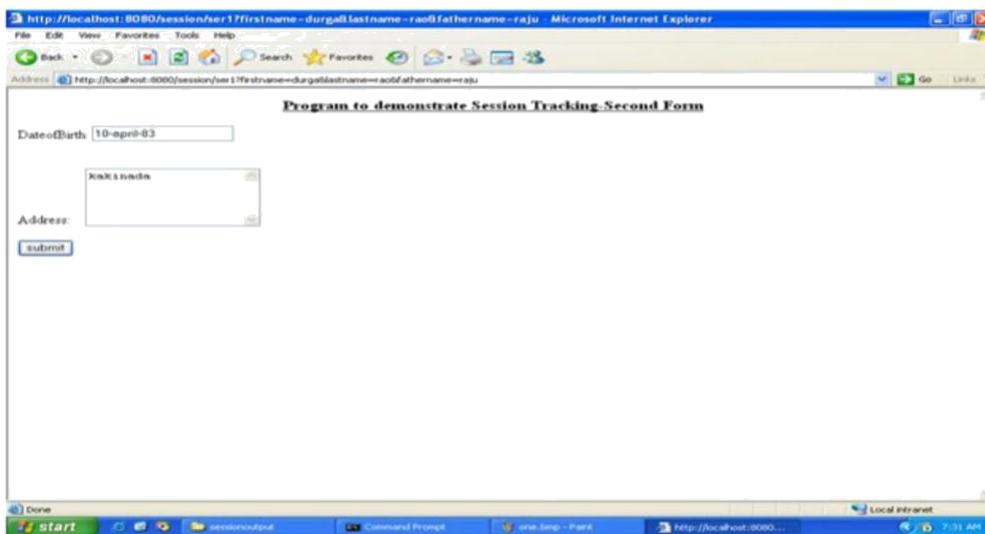 http://localhost:8080/session/ser1?firstname=durga&lastname=rao&fathername=raju - Microsoft Internet Explorer
File Edit View Favorites Tools Help
Back Search Favorites
Address http://localhost:8080/session/ser1?firstname=durga&lastname=rao&fathername=raju Go Links
Program to demonstrate Session Tracking-Second Form
DateofBirth: 10-april-83
kakinada
Address:
submit
Done Local intranet
start sessionoutput Command Prompt one.bmp - Paint http://localhost:8080... 7:31 AM